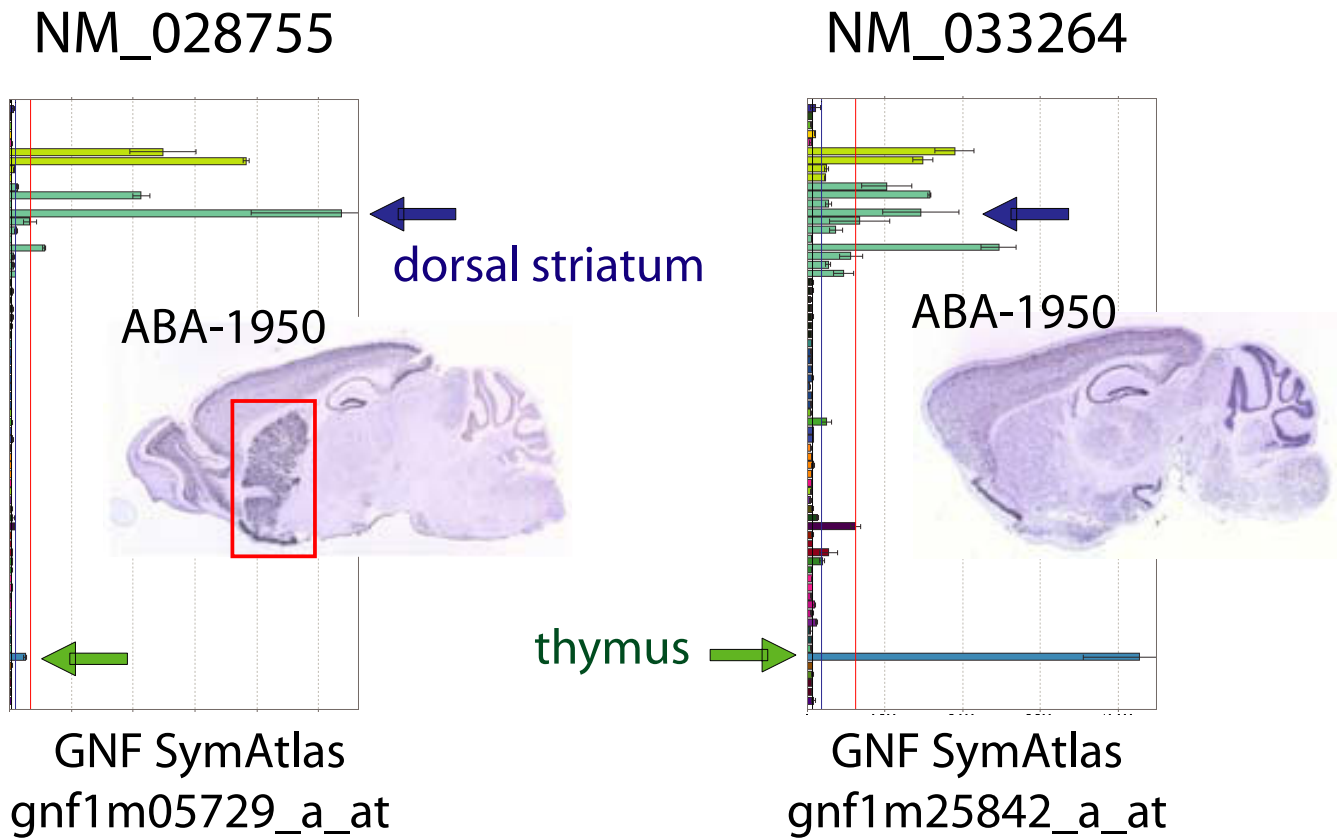 NM_028755
NM_033264
dorsal striatum
ABA-1950
ABA-1950
thymus
GNF SymAtlas
gnf1m05729_a_at
GNF SymAtlas
gnf1m25842_a_at